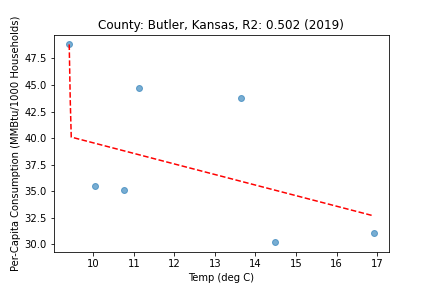 County: Butler, Kansas, R2: 0.502 (2019)
Per-Capita Consumption (MMBtu/1000 Households)
47.5
45.0
42.5
40.0
37.5
35.0
32.5
30.0
10 11 12 13 14 15 16 17
Temp (deg C)